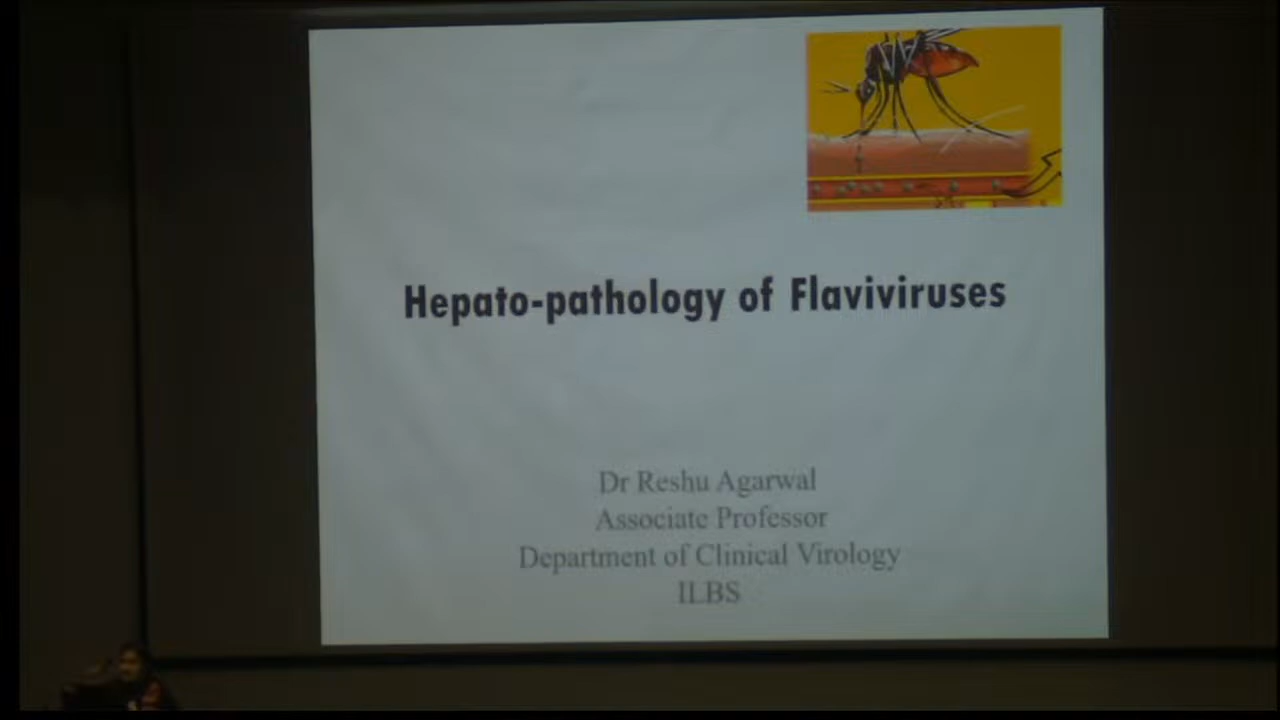 Hepato-pathology of Flaviviruses
Dr Reshu Agarwal
Associate Professor
Department of Clinical Virology
ILBS